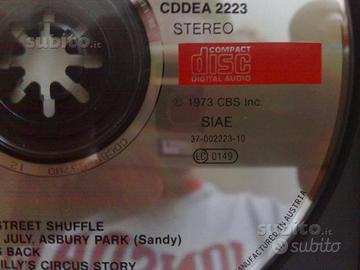 CDDEA 2223
STEREO
subito.it
COMPACT
disc
DIGITAL AUDIO
© 1973 CBS Inc.
SIAE
37-002223-10
LC 0149
STREET SHUFFLE
JULY, ASBURY PARK (Sandy)
BACK
ILLY'S CIRCUS STORY
MANUFACTURED IN AUSTRIA
subito.it